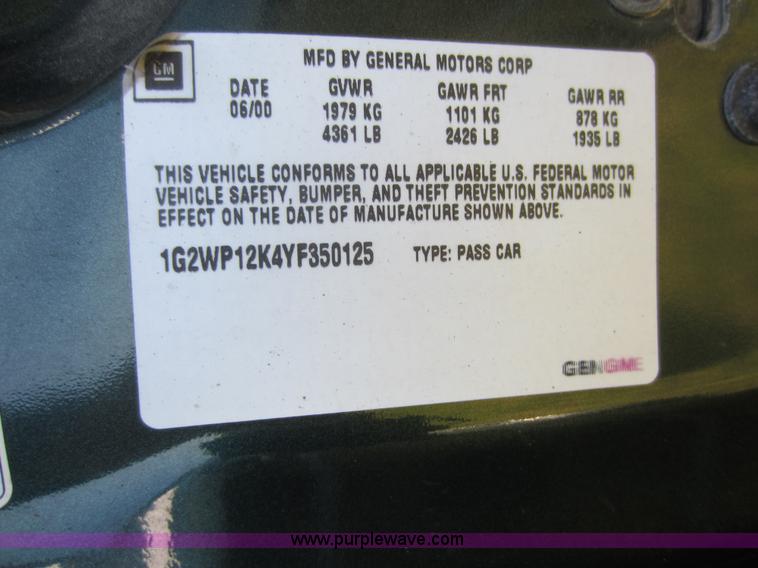 GM
MFD BY GENERAL MOTORS CORP
DATE GVWR GAWR FRT GAWR RR
06/00 1979 KG 1101 KG 878 KG
4361 LB 2426 LB 1935 LB
THIS VEHICLE CONFORMS TO ALL APPLICABLE U.S. FEDERAL MOTOR
VEHICLE SAFETY, BUMPER, AND THEFT PREVENTION STANDARDS IN
EFFECT ON THE DATE OF MANUFACTURE SHOWN ABOVE.
1G2WP12K4YF350125 TYPE: PASS CAR
www.purplewave.com